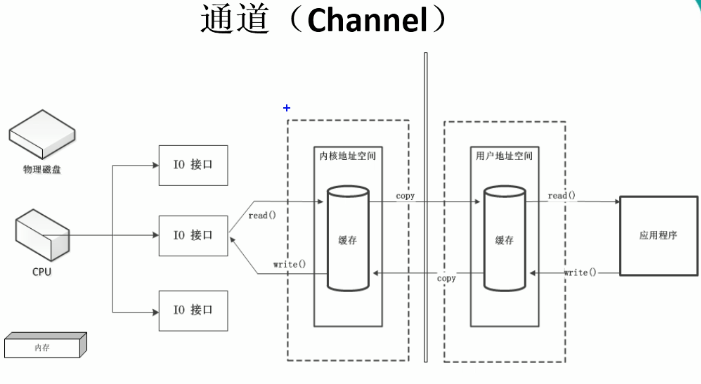 通道（Channel）
物理磁盘
CPU
内存
IO 接口
IO 接口
IO 接口
read()
write()
内核地址空间
缓存
copy
copy
用户地址空间
缓存
read()
write()
应用程序